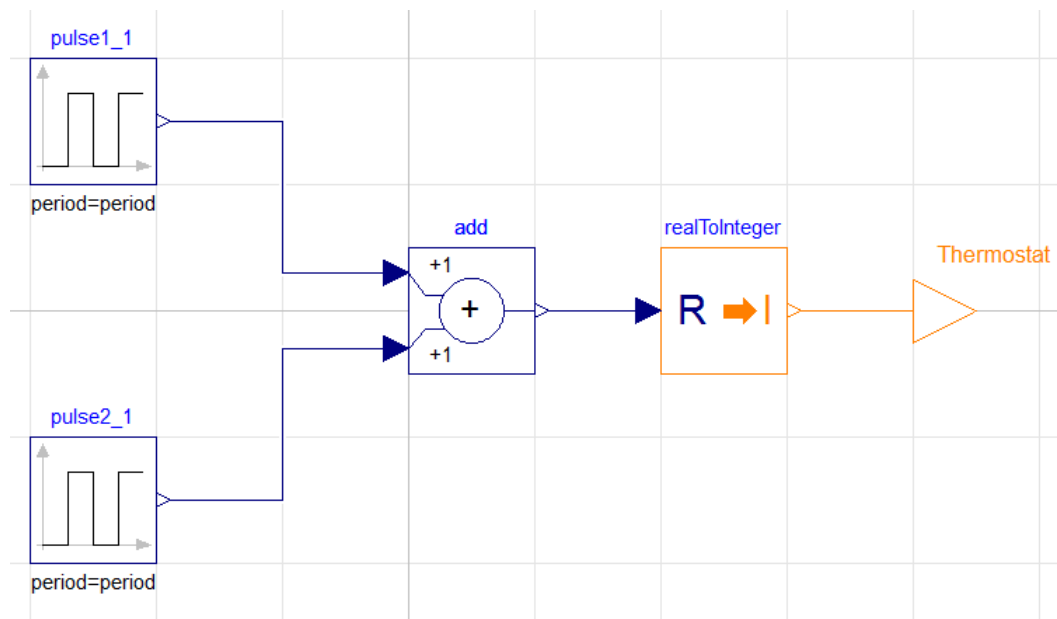 pulse1_1
period=period
add
+1
+
+1
realToInteger
R I
Thermostat
pulse2_1
period=period